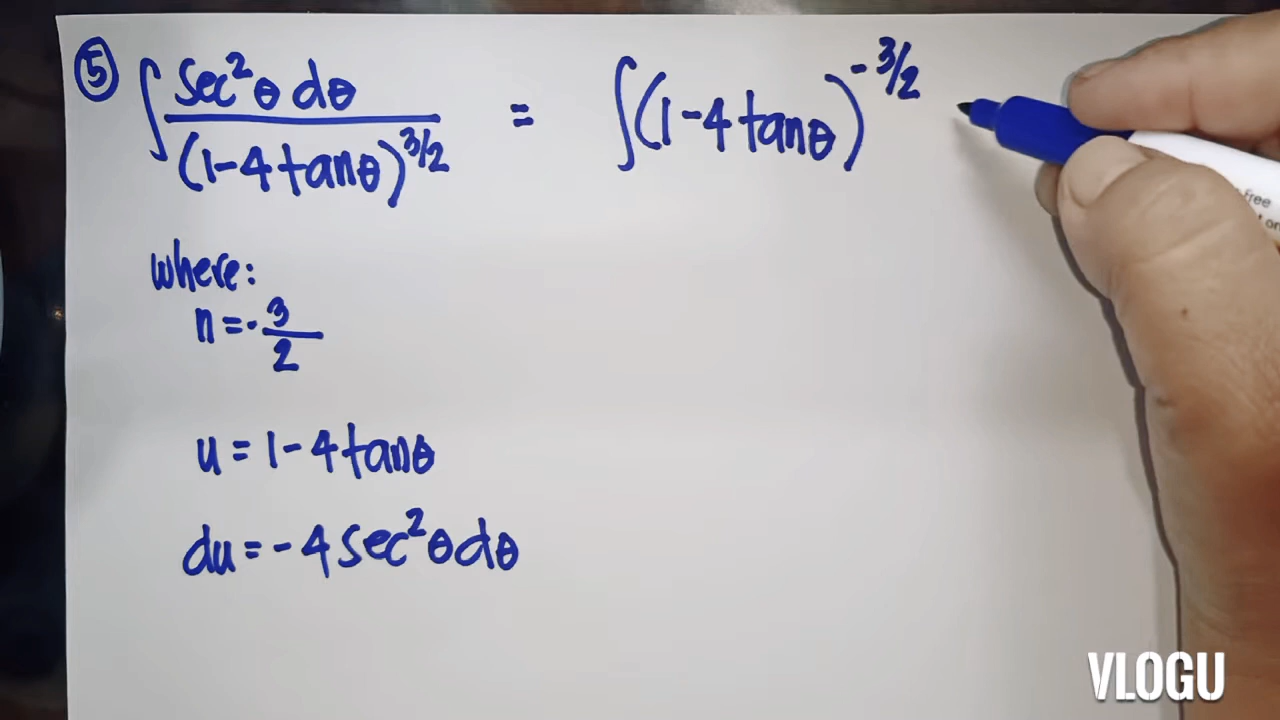 ⑤ ∫ sec²θ dθ / (1-4tanθ)^3/2 = ∫(1-4tanθ)^-3/2
where:
n = -3/2
u = 1-4tanθ
du = -4sec²θdθ
free
VLOGU